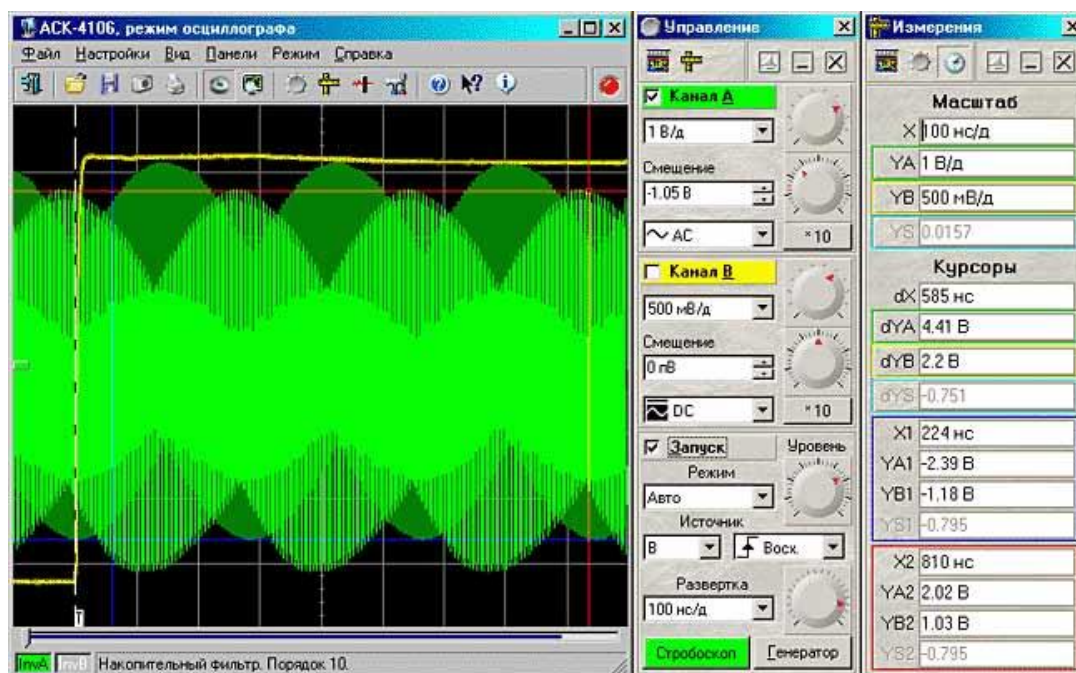 АСК-4106, режим осциллографа
Файл Настройки Вид Панели Режим Справка
T
InvA InvB Накопительный фильтр. Порядок 10.
Управление
Канал A
1 В/д
Смещение
-1,05 В
AC
*10
Канал B
500 мВ/д
Смещение
0 пВ
DC
*10
Запуск
Уровень
Режим
Авто
Источник
B
Восх.
Развертка
100 нс/д
Стробоскоп
Генератор
Измерения
Масштаб
X 100 нс/д
YA 1 В/д
YB 500 мВ/д
YS 0.0157
Курсоры
dX 585 нс
dYA 4.41 В
dYB 2.2 В
dYS -0.751
X1 224 нс
YA1 -2.39 В
YB1 -1.18 В
YS1 -0.795
X2 810 нс
YA2 2.02 В
YB2 1.03 В
YS2 -0.795